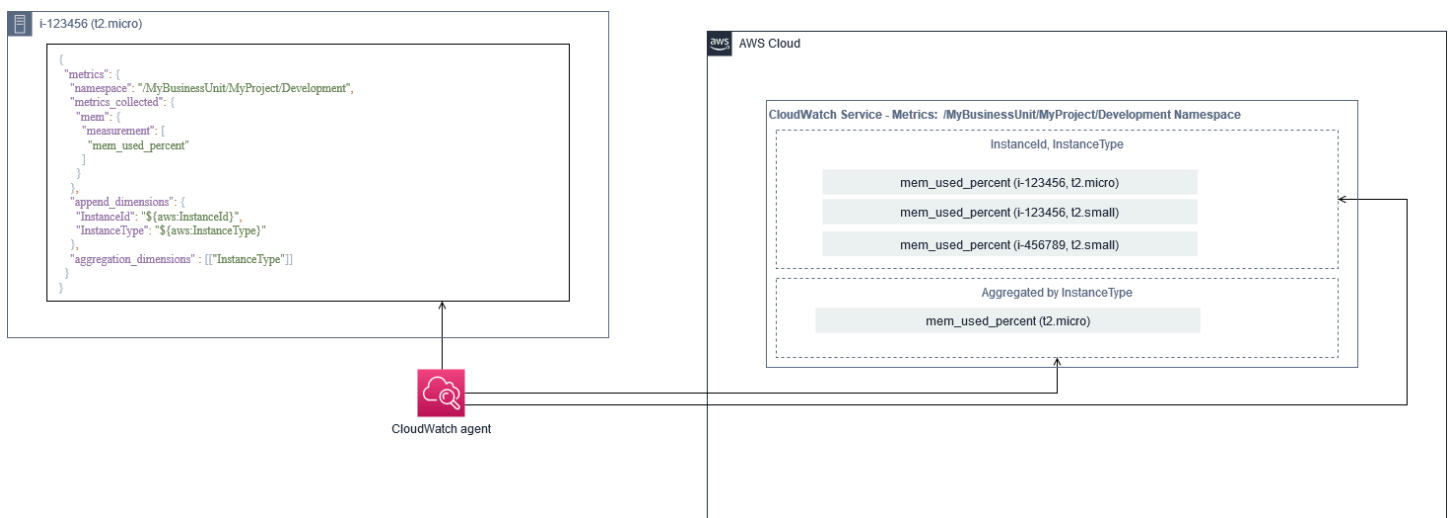 i-123456 (t2.micro)
{
"metrics": {
"namespace": "/MyBusinessUnit/MyProject/Development",
"metrics_collected": {
"mem": {
"measurement": [
"mem_used_percent"
]
}
},
"append_dimensions": {
"InstanceId": "${aws:InstanceId}",
"InstanceType": "${aws:InstanceType}"
},
"aggregation_dimensions" : [["InstanceType"]]
}
}
CloudWatch agent
aws
AWS Cloud
CloudWatch Service - Metrics: /MyBusinessUnit/MyProject/Development Namespace
InstanceId, InstanceType
mem_used_percent (i-123456, t2.micro)
mem_used_percent (i-123456, t2.small)
mem_used_percent (i-456789, t2.small)
Aggregated by InstanceType
mem_used_percent (t2.micro)